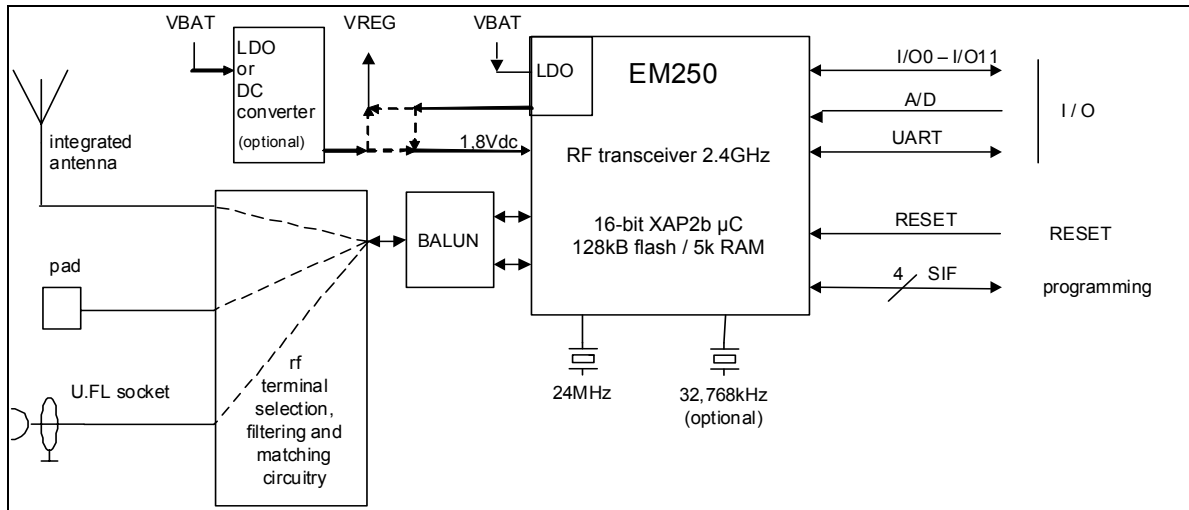 VBAT
VREG
VBAT
LDO
or
DC
converter
(optional)
LDO
EM250
I/O0 – I/O11
A/D
I / O
UART
integrated
antenna
1,8Vdc
RF transceiver 2.4GHz
16-bit XAP2b µC
128kB flash / 5k RAM
BALUN
RESET
RESET
pad
4 SIF
programming
U.FL socket
rf
terminal
selection,
filtering and
matching
circuitry
24MHz
32,768kHz
(optional)